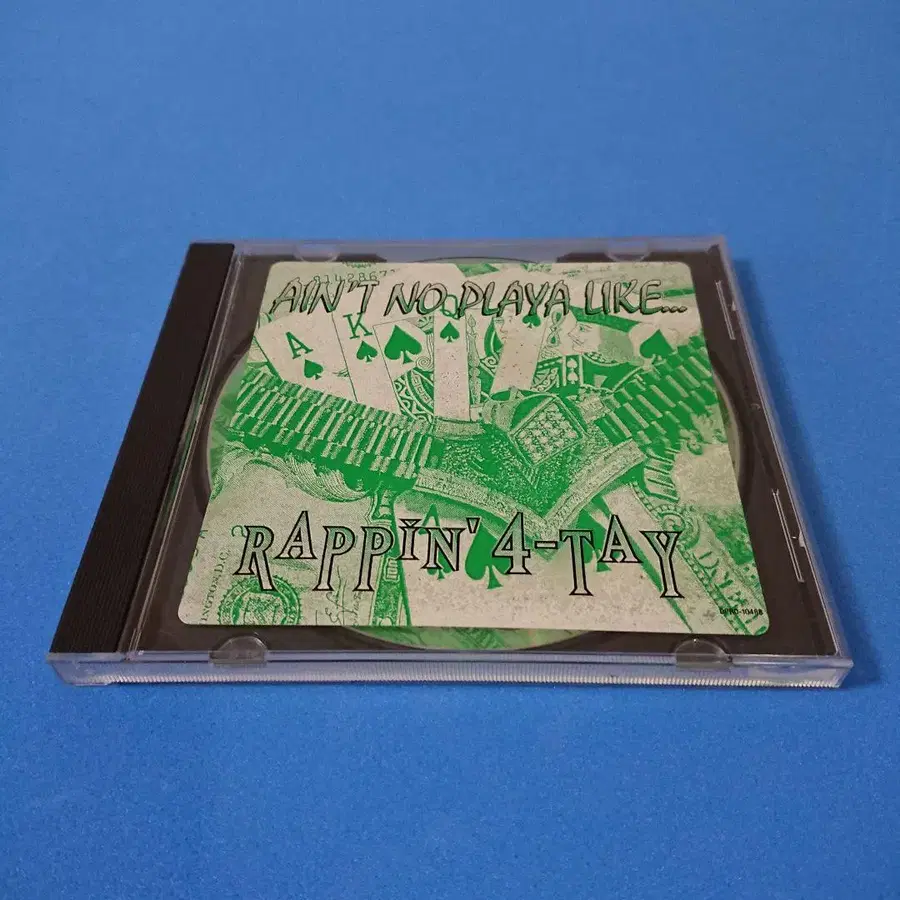 AIN'T NO PLAYA LIKE...
A
K
RAPPIN' 4-TAY